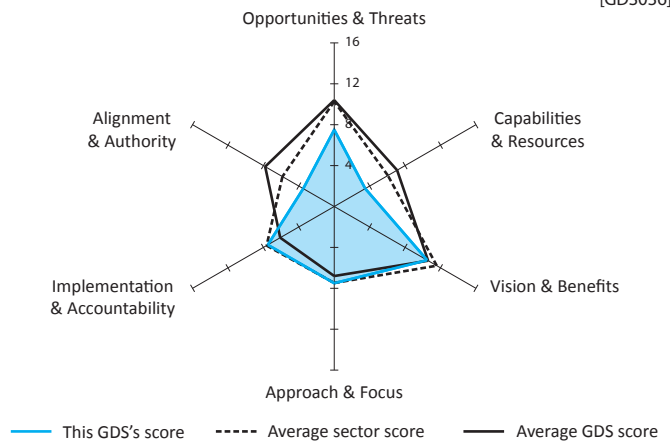 Opportunities & Threats
16
12
8
4
Alignment
& Authority
Capabilities
& Resources
Implementation
& Accountability
Vision & Benefits
Approach & Focus
This GDS's score
Average sector score
Average GDS score